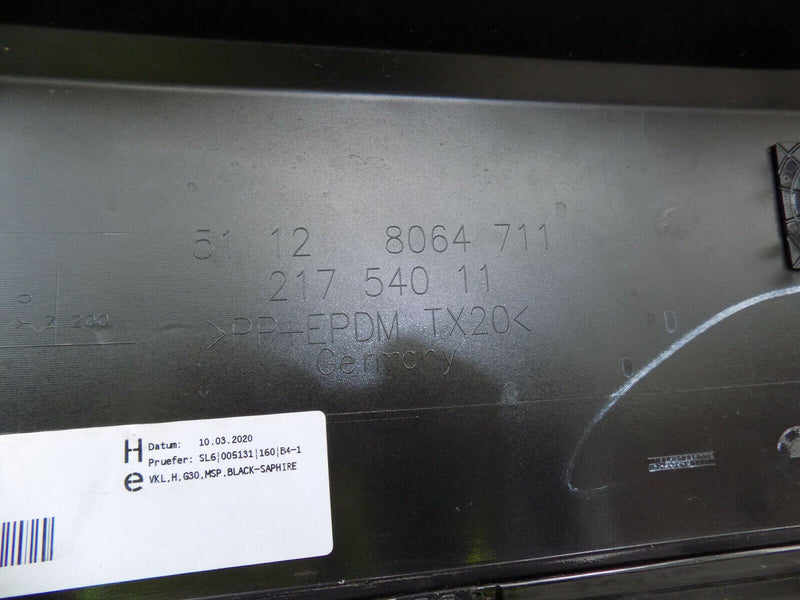 51 12 8064 711
217 540 11
>PP+EPDM TX20<
Germany
X Z 200
H Datum: 10.03.2020
Pruefer: SL6|005131|160|B4-1
e VKL,H,G30,MSP,BLACK-SAPHIRE